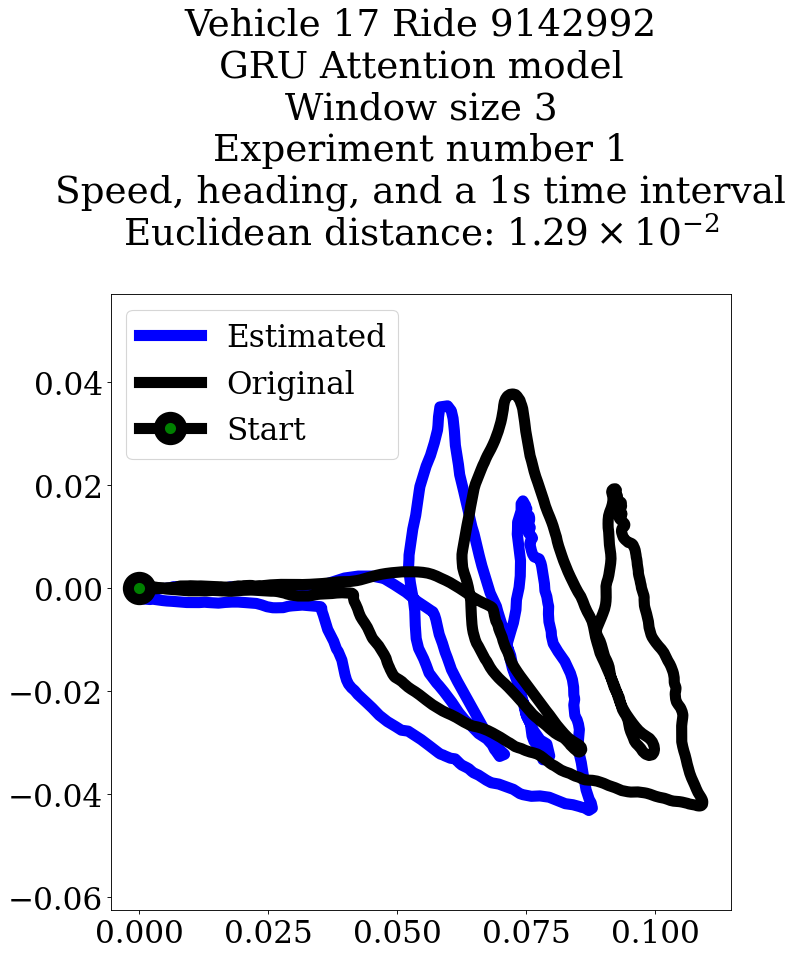 Vehicle 17 Ride 9142992
GRU Attention model
Window size 3
Experiment number 1
Speed, heading, and a 1s time interval
Euclidean distance: 1.29 × 10⁻²
Estimated
Original
Start
0.04
0.02
0.00
−0.02
−0.04
−0.06
0.000 0.025 0.050 0.075 0.100